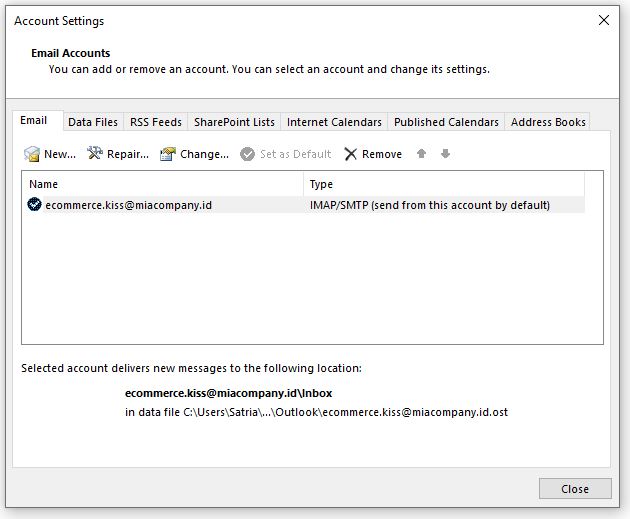 Account Settings
Email Accounts
You can add or remove an account. You can select an account and change its settings.
Email Data Files RSS Feeds SharePoint Lists Internet Calendars Published Calendars Address Books
New... Repair... Change... Set as Default Remove
Name Type
ecommerce.kiss@miacompany.id IMAP/SMTP (send from this account by default)
Selected account delivers new messages to the following location:
ecommerce.kiss@miacompany.id\Inbox
in data file C:\Users\Satria\...\Outlook\ecommerce.kiss@miacompany.id.ost
Close